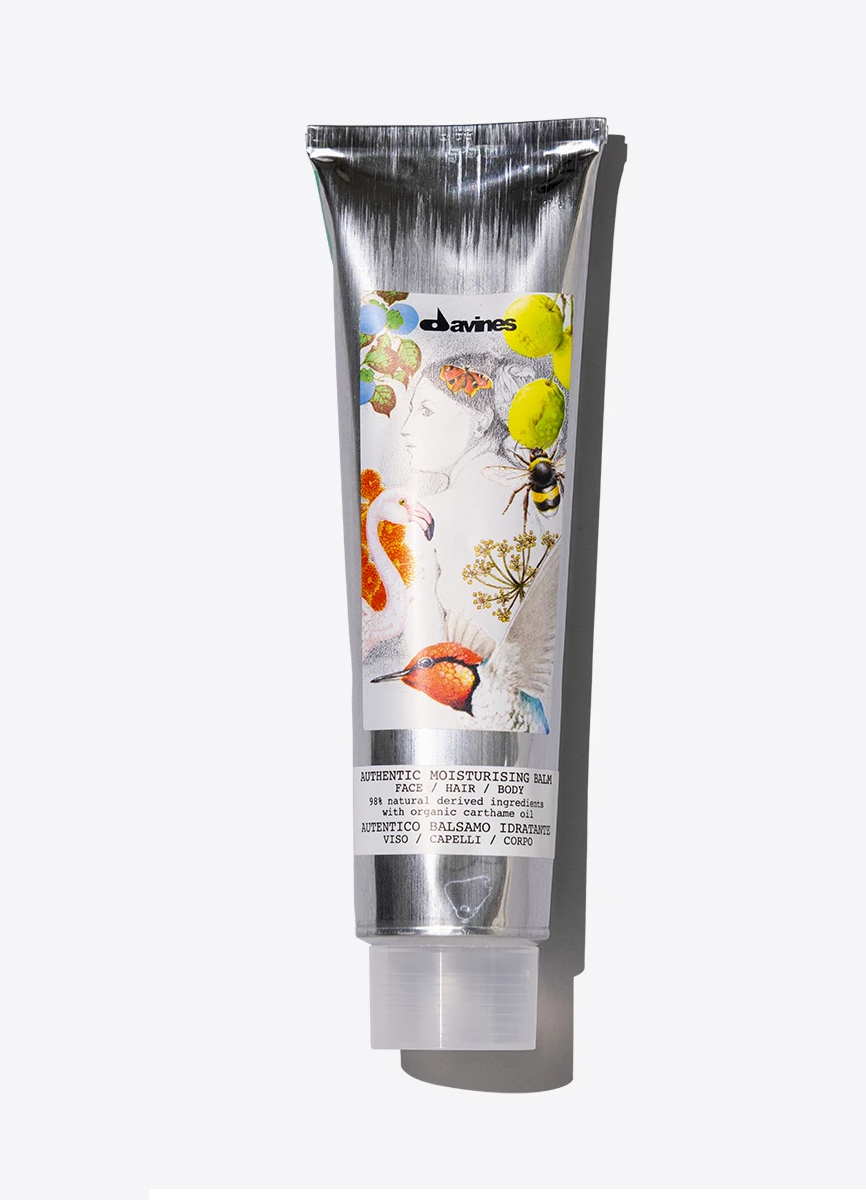 davines
AUTHENTIC MOISTURISING BALM
FACE / HAIR / BODY
98% natural derived ingredients
with organic carthame oil
AUTENTICO BALSAMO IDRATANTE
VISO / CAPELLI / CORPO